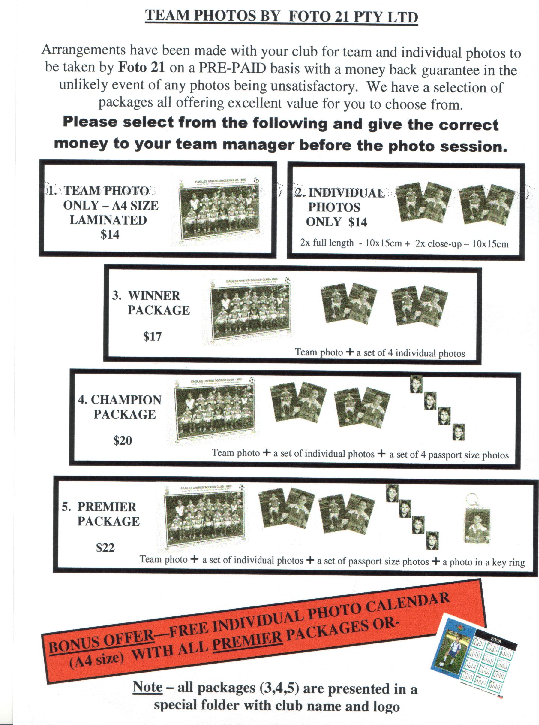 TEAM PHOTOS BY FOTO 21 PTY LTD
Arrangements have been made with your club for team and individual photos to
be taken by Foto 21 on a PRE-PAID basis with a money back guarantee in the
unlikely event of any photos being unsatisfactory. We have a selection of
packages all offering excellent value for you to choose from.
Please select from the following and give the correct
money to your team manager before the photo session.
1. TEAM PHOTO
ONLY – A4 SIZE
LAMINATED
$14
2. INDIVIDUAL
PHOTOS
ONLY $14
2x full length - 10x15cm + 2x close-up – 10x15cm
3. WINNER
PACKAGE
$17
Team photo + a set of 4 individual photos
4. CHAMPION
PACKAGE
$20
Team photo + a set of individual photos + a set of 4 passport size photos
5. PREMIER
PACKAGE
$22
Team photo + a set of individual photos + a set of passport size photos + a photo in a key ring
BONUS OFFER—FREE INDIVIDUAL PHOTO CALENDAR
(A4 size) WITH ALL PREMIER PACKAGES OR-
Note – all packages (3,4,5) are presented in a
special folder with club name and logo